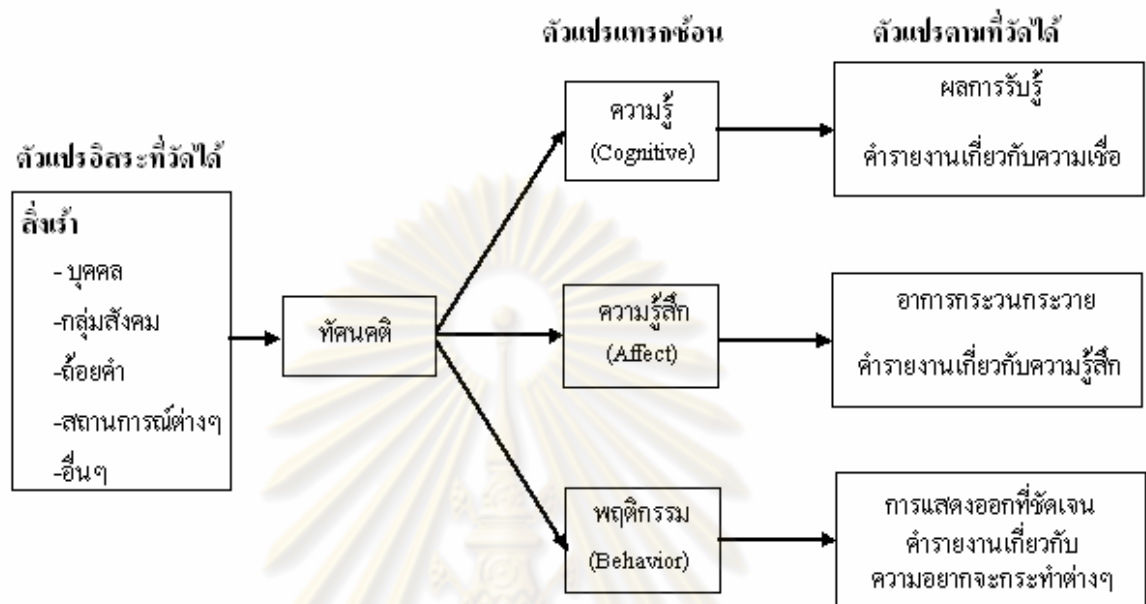 ตัวแปรแทรกซ้อน
ตัวแปรตามที่วัดได้
ตัวแปรอิสระที่วัดได้
สิ่งเร้า
- บุคคล
-กลุ่มสังคม
-ถ้อยคำ
-สถานการณ์ต่างๆ
-อื่นๆ
ทัศนคติ
ความรู้
(Cognitive)
ผลการรับรู้
คำรายงานเกี่ยวกับความเชื่อ
ความรู้สึก
(Affect)
อาการกระวนกระวาย
คำรายงานเกี่ยวกับความรู้สึก
พฤติกรรม
(Behavior)
การแสดงออกที่ชัดเจน
คำรายงานเกี่ยวกับ
ความอยากจะกระทำต่างๆ